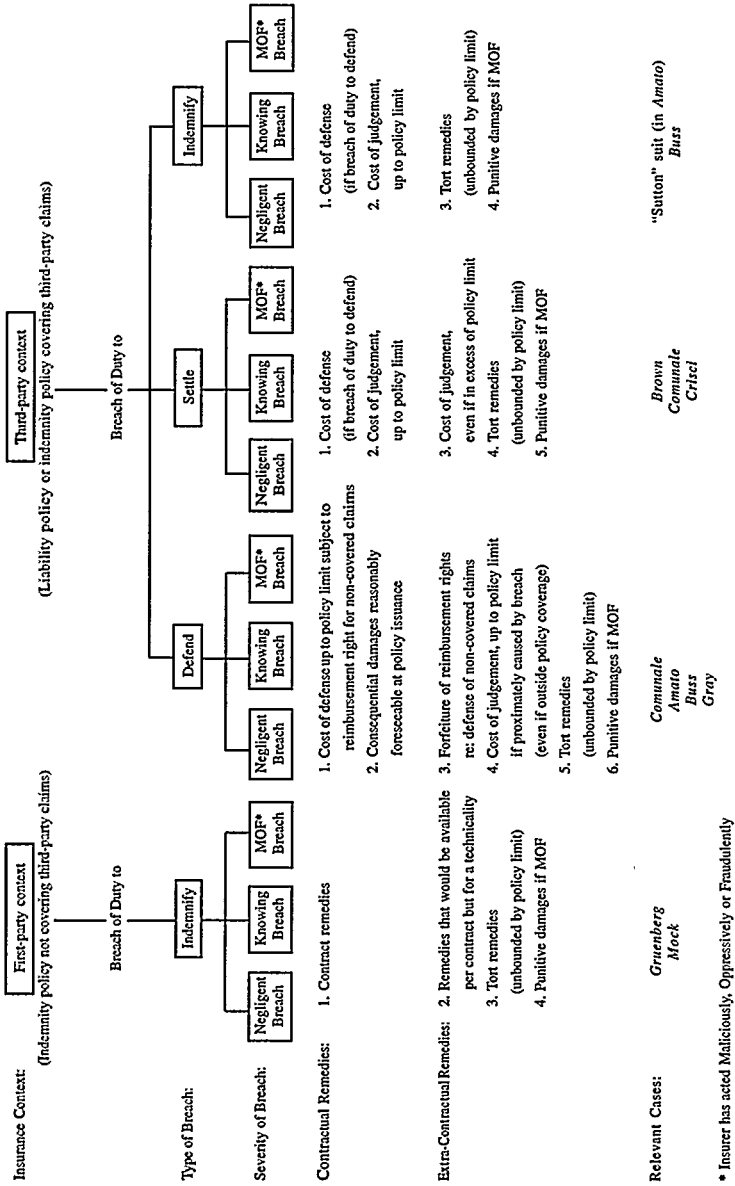 Insurance Context:
First-party context
(Indemnity policy not covering third-party claims)
Third-party context
(Liability policy or indemnity policy covering third-party claims)
Breach of Duty to
Breach of Duty to
Type of Breach:
Indemnify
Defend
Settle
Indemnify
Severity of Breach:
Negligent
Breach
Knowing
Breach
MOF*
Breach
Negligent
Breach
Knowing
Breach
MOF*
Breach
Negligent
Breach
Knowing
Breach
MOF*
Breach
Negligent
Breach
Knowing
Breach
MOF*
Breach
Contractual Remedies:
1. Contract remedies
1. Cost of defense up to policy limit subject to
reimbursement right for non-covered claims
2. Consequential damages reasonably
foreseeable at policy issuance
1. Cost of defense
(if breach of duty to defend)
2. Cost of judgement,
up to policy limit
1. Cost of defense
(if breach of duty to defend)
2. Cost of judgement,
up to policy limit
Extra-Contractual Remedies:
2. Remedies that would be available
per contract but for a technicality
3. Tort remedies
(unbounded by policy limit)
4. Punitive damages if MOF
3. Forfeiture of reimbursement rights
re: defense of non-covered claims
4. Cost of judgement, up to policy limit
if proximately caused by breach
(even if outside policy coverage)
5. Tort remedies
(unbounded by policy limit)
6. Punitive damages if MOF
3. Cost of judgement,
even if in excess of policy limit
4. Tort remedies
(unbounded by policy limit)
5. Punitive damages if MOF
3. Tort remedies
(unbounded by policy limit)
4. Punitive damages if MOF
Relevant Cases:
Gruenberg
Mock
Comunale
Amato
Buss
Gray
Brown
Comunale
Crisci
"Sutton" suit (in Amato)
Buss
* Insurer has acted Maliciously, Oppressively or Fraudulently